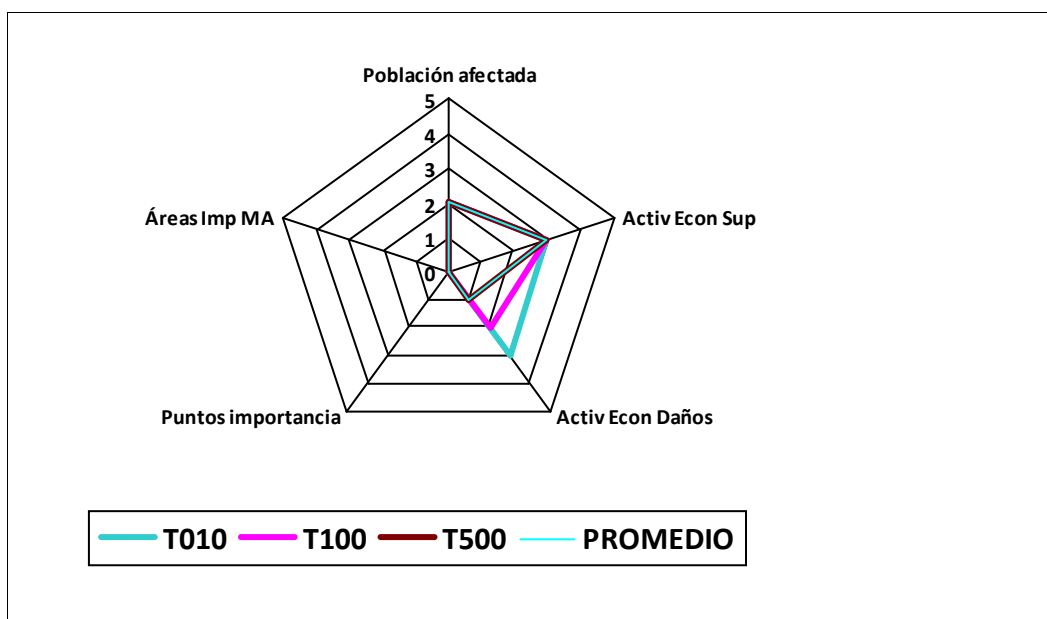 Población afectada
5
4
3
2
1
0
Áreas Imp MA
Activ Econ Sup
Puntos importancia
Activ Econ Daños
T010 T100 T500 PROMEDIO